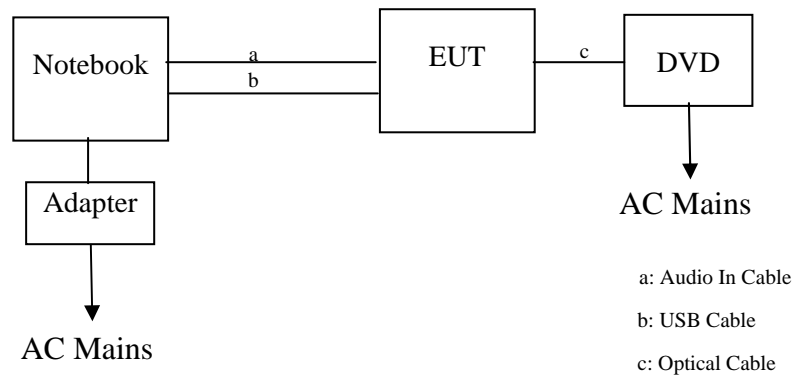 Notebook
a
b
EUT
c
DVD
Adapter
AC Mains
AC Mains
a: Audio In Cable
b: USB Cable
c: Optical Cable